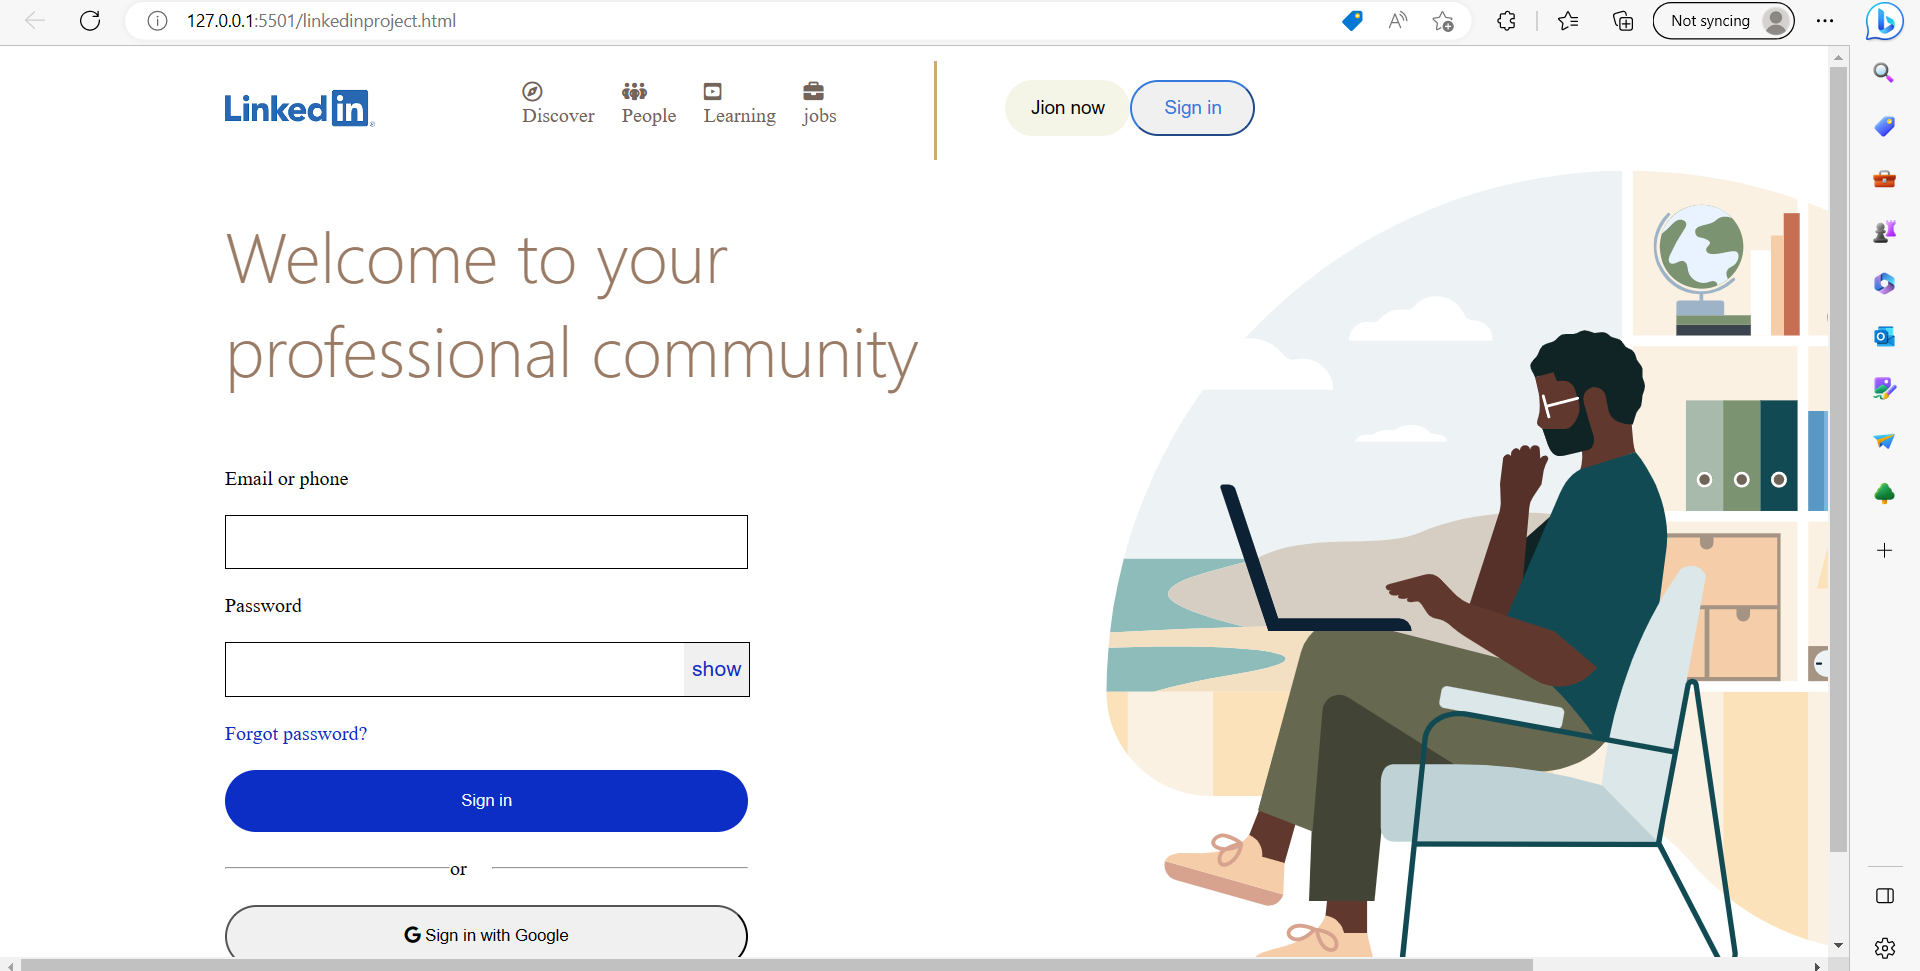 127.0.0.1:5501/linkedinproject.html
Not syncing
Linked in
Discover People Learning jobs
Jion now Sign in
Welcome to your
professional community
Email or phone
Password
show
Forgot password?
Sign in
or
G Sign in with Google